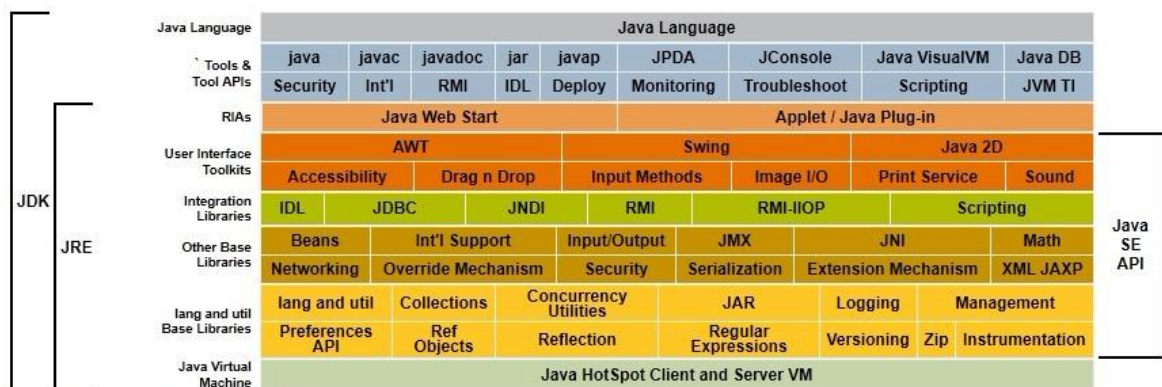 Java Language Java Language
` Tools & Tool APIs java javac javadoc jar javap JPDA JConsole Java VisualVM Java DB
Security Int'l RMI IDL Deploy Monitoring Troubleshoot Scripting JVM TI
RIAs Java Web Start Applet / Java Plug-in
User Interface Toolkits AWT Swing Java 2D
Accessibility Drag n Drop Input Methods Image I/O Print Service Sound
Integration Libraries IDL JDBC JNDI RMI RMI-IIOP Scripting
JDK
JRE
Other Base Libraries Beans Int'l Support Input/Output JMX JNI Math
Networking Override Mechanism Security Serialization Extension Mechanism XML JAXP
Java
SE
API
lang and util Base Libraries lang and util Collections Concurrency Utilities JAR Logging Management
Preferences API Ref Objects Reflection Regular Expressions Versioning Zip Instrumentation
Java Virtual Machine Java HotSpot Client and Server VM